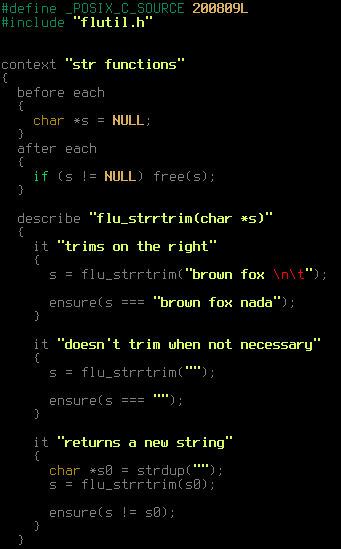 #define _POSIX_C_SOURCE 200809L
#include "flutil.h"
context "str functions"
{
before each
{
char *s = NULL;
}
after each
{
if (s != NULL) free(s);
}
describe "flu_strrtrim(char *s)"
{
it "trims on the right"
{
s = flu_strrtrim("brown fox \n\t");
ensure(s === "brown fox nada");
}
it "doesn't trim when not necessary"
{
s = flu_strrtrim("");
ensure(s === "");
}
it "returns a new string"
{
char *s0 = strdup("");
s = flu_strrtrim(s0);
ensure(s != s0);
}
}